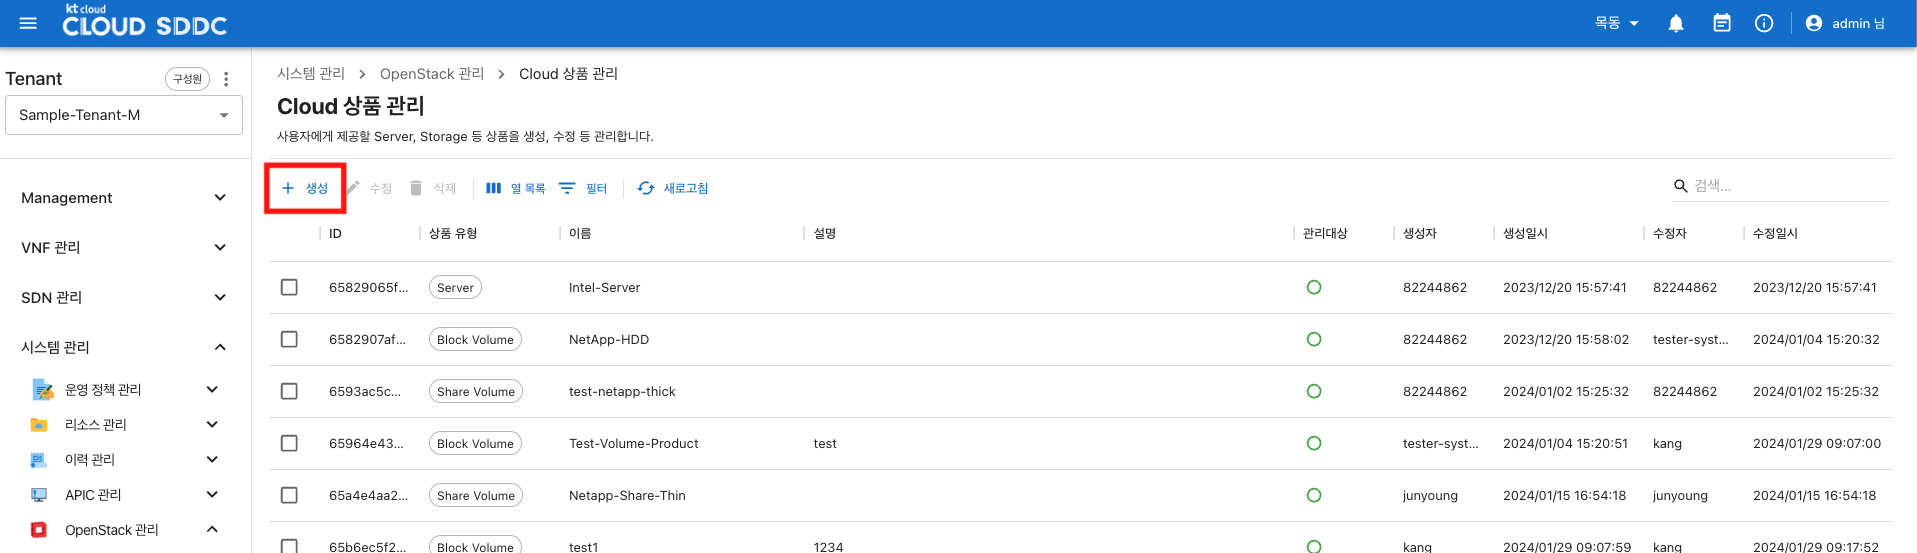 kt cloud
CLOUD SDDC
목동
admin 님
Tenant
구성원
Sample-Tenant-M
Management
VNF 관리
SDN 관리
시스템 관리
운영 정책 관리
리소스 관리
이력 관리
APIC 관리
OpenStack 관리
시스템 관리 > OpenStack 관리 > Cloud 상품 관리
Cloud 상품 관리
사용자에게 제공할 Server, Storage 등 상품을 생성, 수정 등 관리합니다.
생성 수정 삭제 열 목록 필터 새로고침 검색...
ID 상품 유형 이름 설명 관리대상 생성자 생성일시 수정자 수정일시
65829065f... Server Intel-Server 82244862 2023/12/20 15:57:41 82244862 2023/12/20 15:57:41
6582907af... Block Volume NetApp-HDD 82244862 2023/12/20 15:58:02 tester-syst... 2024/01/04 15:20:32
6593ac5c... Share Volume test-netapp-thick 82244862 2024/01/02 15:25:32 82244862 2024/01/02 15:25:32
65964e43... Block Volume Test-Volume-Product test tester-syst... 2024/01/04 15:20:51 kang 2024/01/29 09:07:00
65a4e4aa2... Share Volume Netapp-Share-Thin junyoung 2024/01/15 16:54:18 junyoung 2024/01/15 16:54:18
65b6ec5f2... Block Volume test1 1234 kang 2024/01/29 09:07:59 kang 2024/01/29 09:17:52